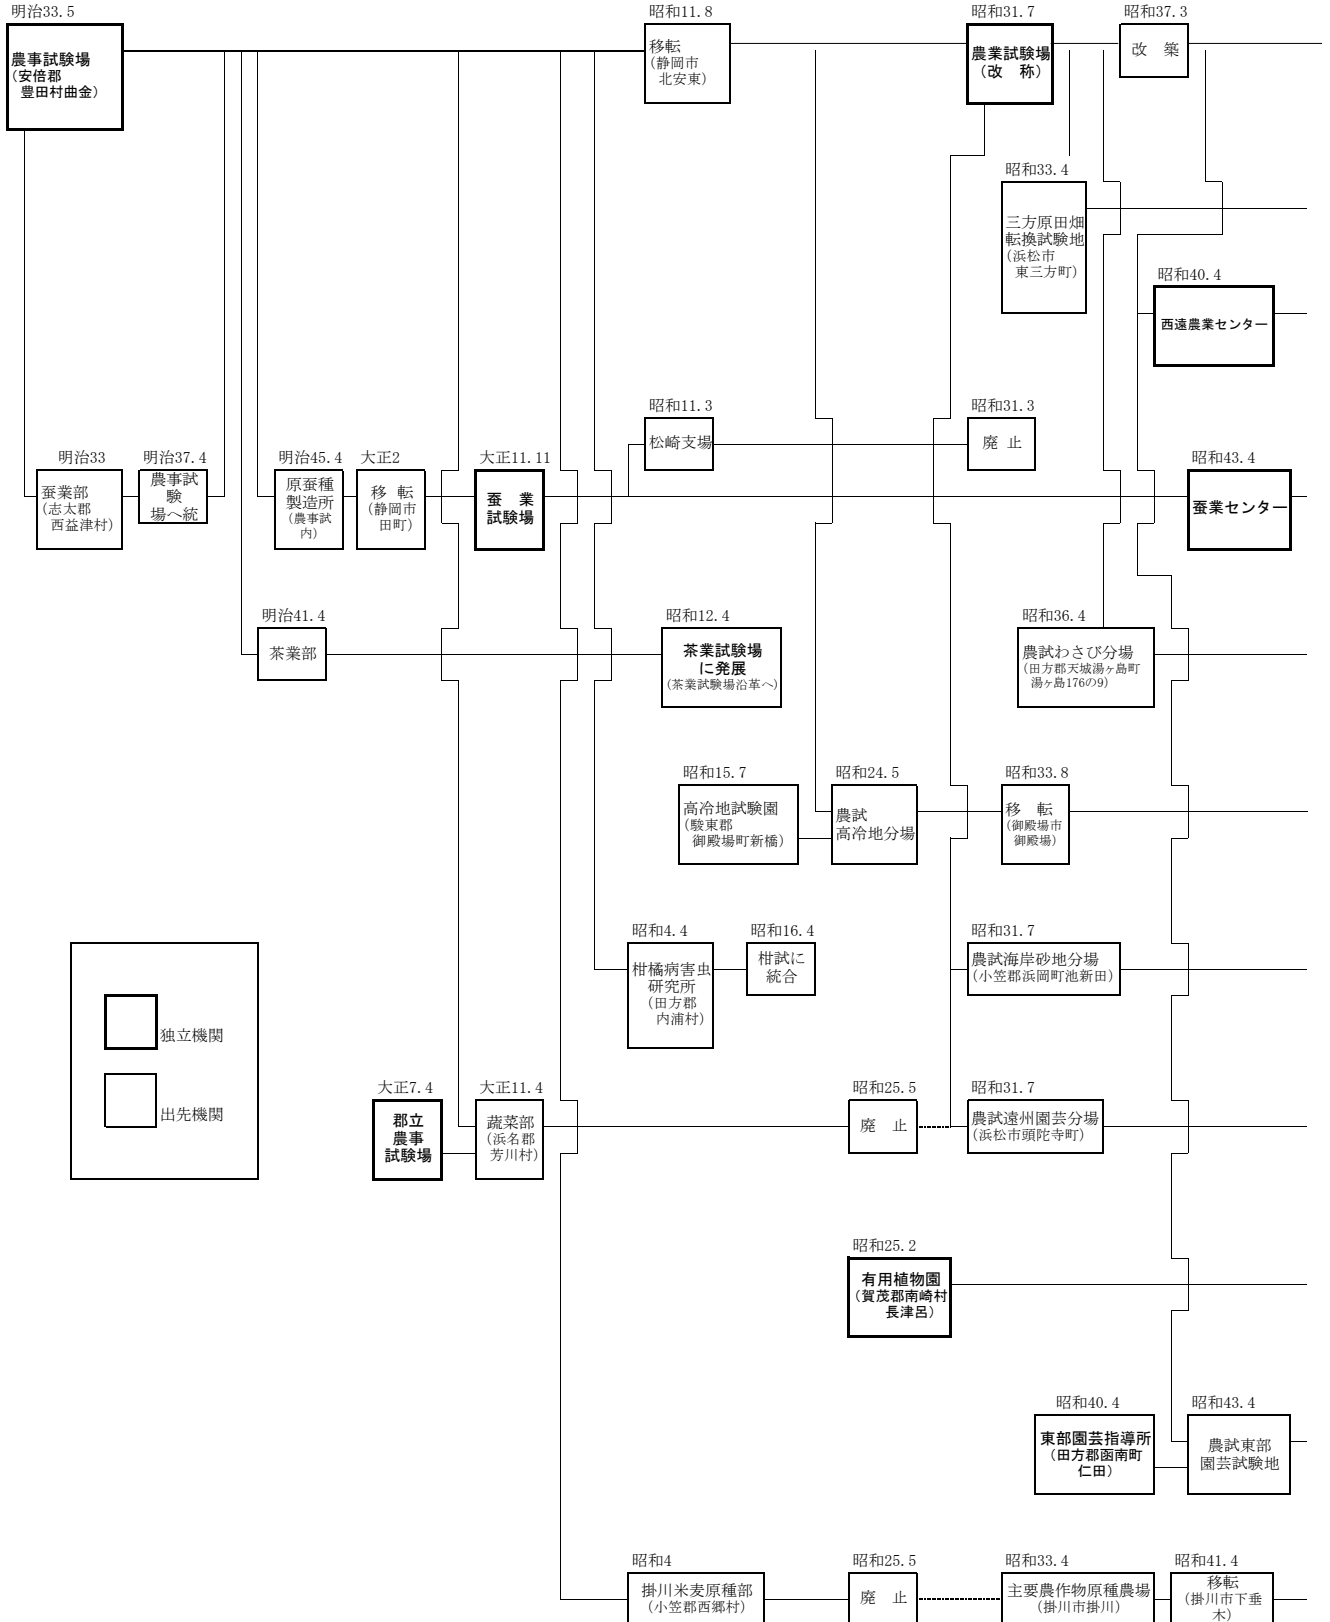 明治33.5
農事試験場
(安倍郡
豊田村曲金)
昭和11.8
移転
(静岡市
北安東)
昭和31.7
農業試験場
(改　称)
昭和37.3
改　築
昭和33.4
三方原田畑
転換試験地
(浜松市
東三方町)
昭和40.4
西遠農業センター
昭和11.3
松崎支場
昭和31.3
廃 止
明治33
蚕業部
(志太郡
西益津村)
明治37.4
農事試
験
場へ統
明治45.4
原蚕種
製造所
(農事試
内)
大正2
移 転
(静岡市
田町)
大正11.11
蚕　業
試験場
昭和43.4
蚕業センター
明治41.4
茶業部
昭和12.4
茶業試験場
に発展
(茶業試験場沿革へ)
昭和36.4
農試わさび分場
(田方郡天城湯ヶ島町
湯ヶ島176の9)
昭和15.7
高冷地試験園
(駿東郡
御殿場町新橋)
昭和24.5
農試
高冷地分場
昭和33.8
移　転
(御殿場市
御殿場)
昭和4.4
柑橘病害虫
研究所
(田方郡
内浦村)
昭和16.4
柑試に
統合
昭和31.7
農試海岸砂地分場
(小笠郡浜岡町池新田)
独立機関
出先機関
大正7.4
郡立
農事
試験場
大正11.4
蔬菜部
(浜名郡
芳川村)
昭和25.5
廃　止
昭和31.7
農試遠州園芸分場
(浜松市頭陀寺町)
昭和25.2
有用植物園
(賀茂郡南崎村
長津呂)
昭和40.4
東部園芸指導所
(田方郡函南町
仁田)
昭和43.4
農試東部
園芸試験地
昭和4
掛川米麦原種部
(小笠郡西郷村)
昭和25.5
廃　止
昭和33.4
主要農作物原種農場
(掛川市掛川)
昭和41.4
移転
(掛川市下垂
木)